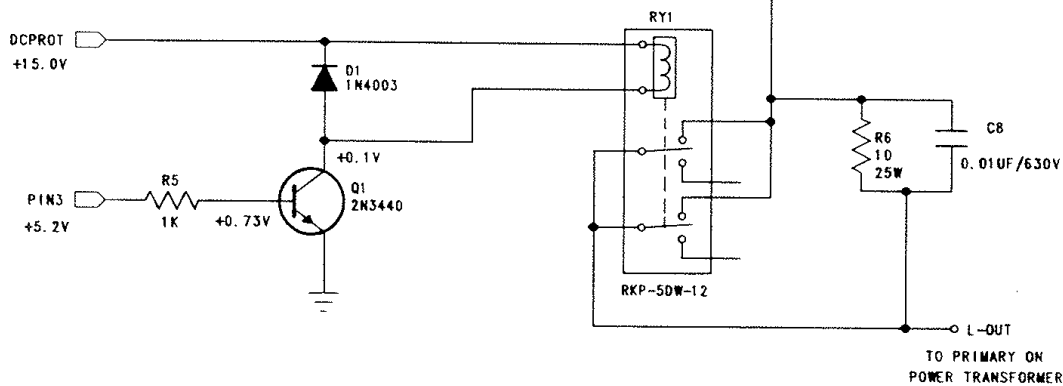 RY1
DCPROT
+15.0V
D1
1N4003
+0.1V
R6
10
25W
C8
0.01UF/630V
R5
1K
PIN3
+5.2V
+0.73V
Q1
2N3440
RKP-5DW-12
L-OUT
TO PRIMARY ON
POWER TRANSFORMER